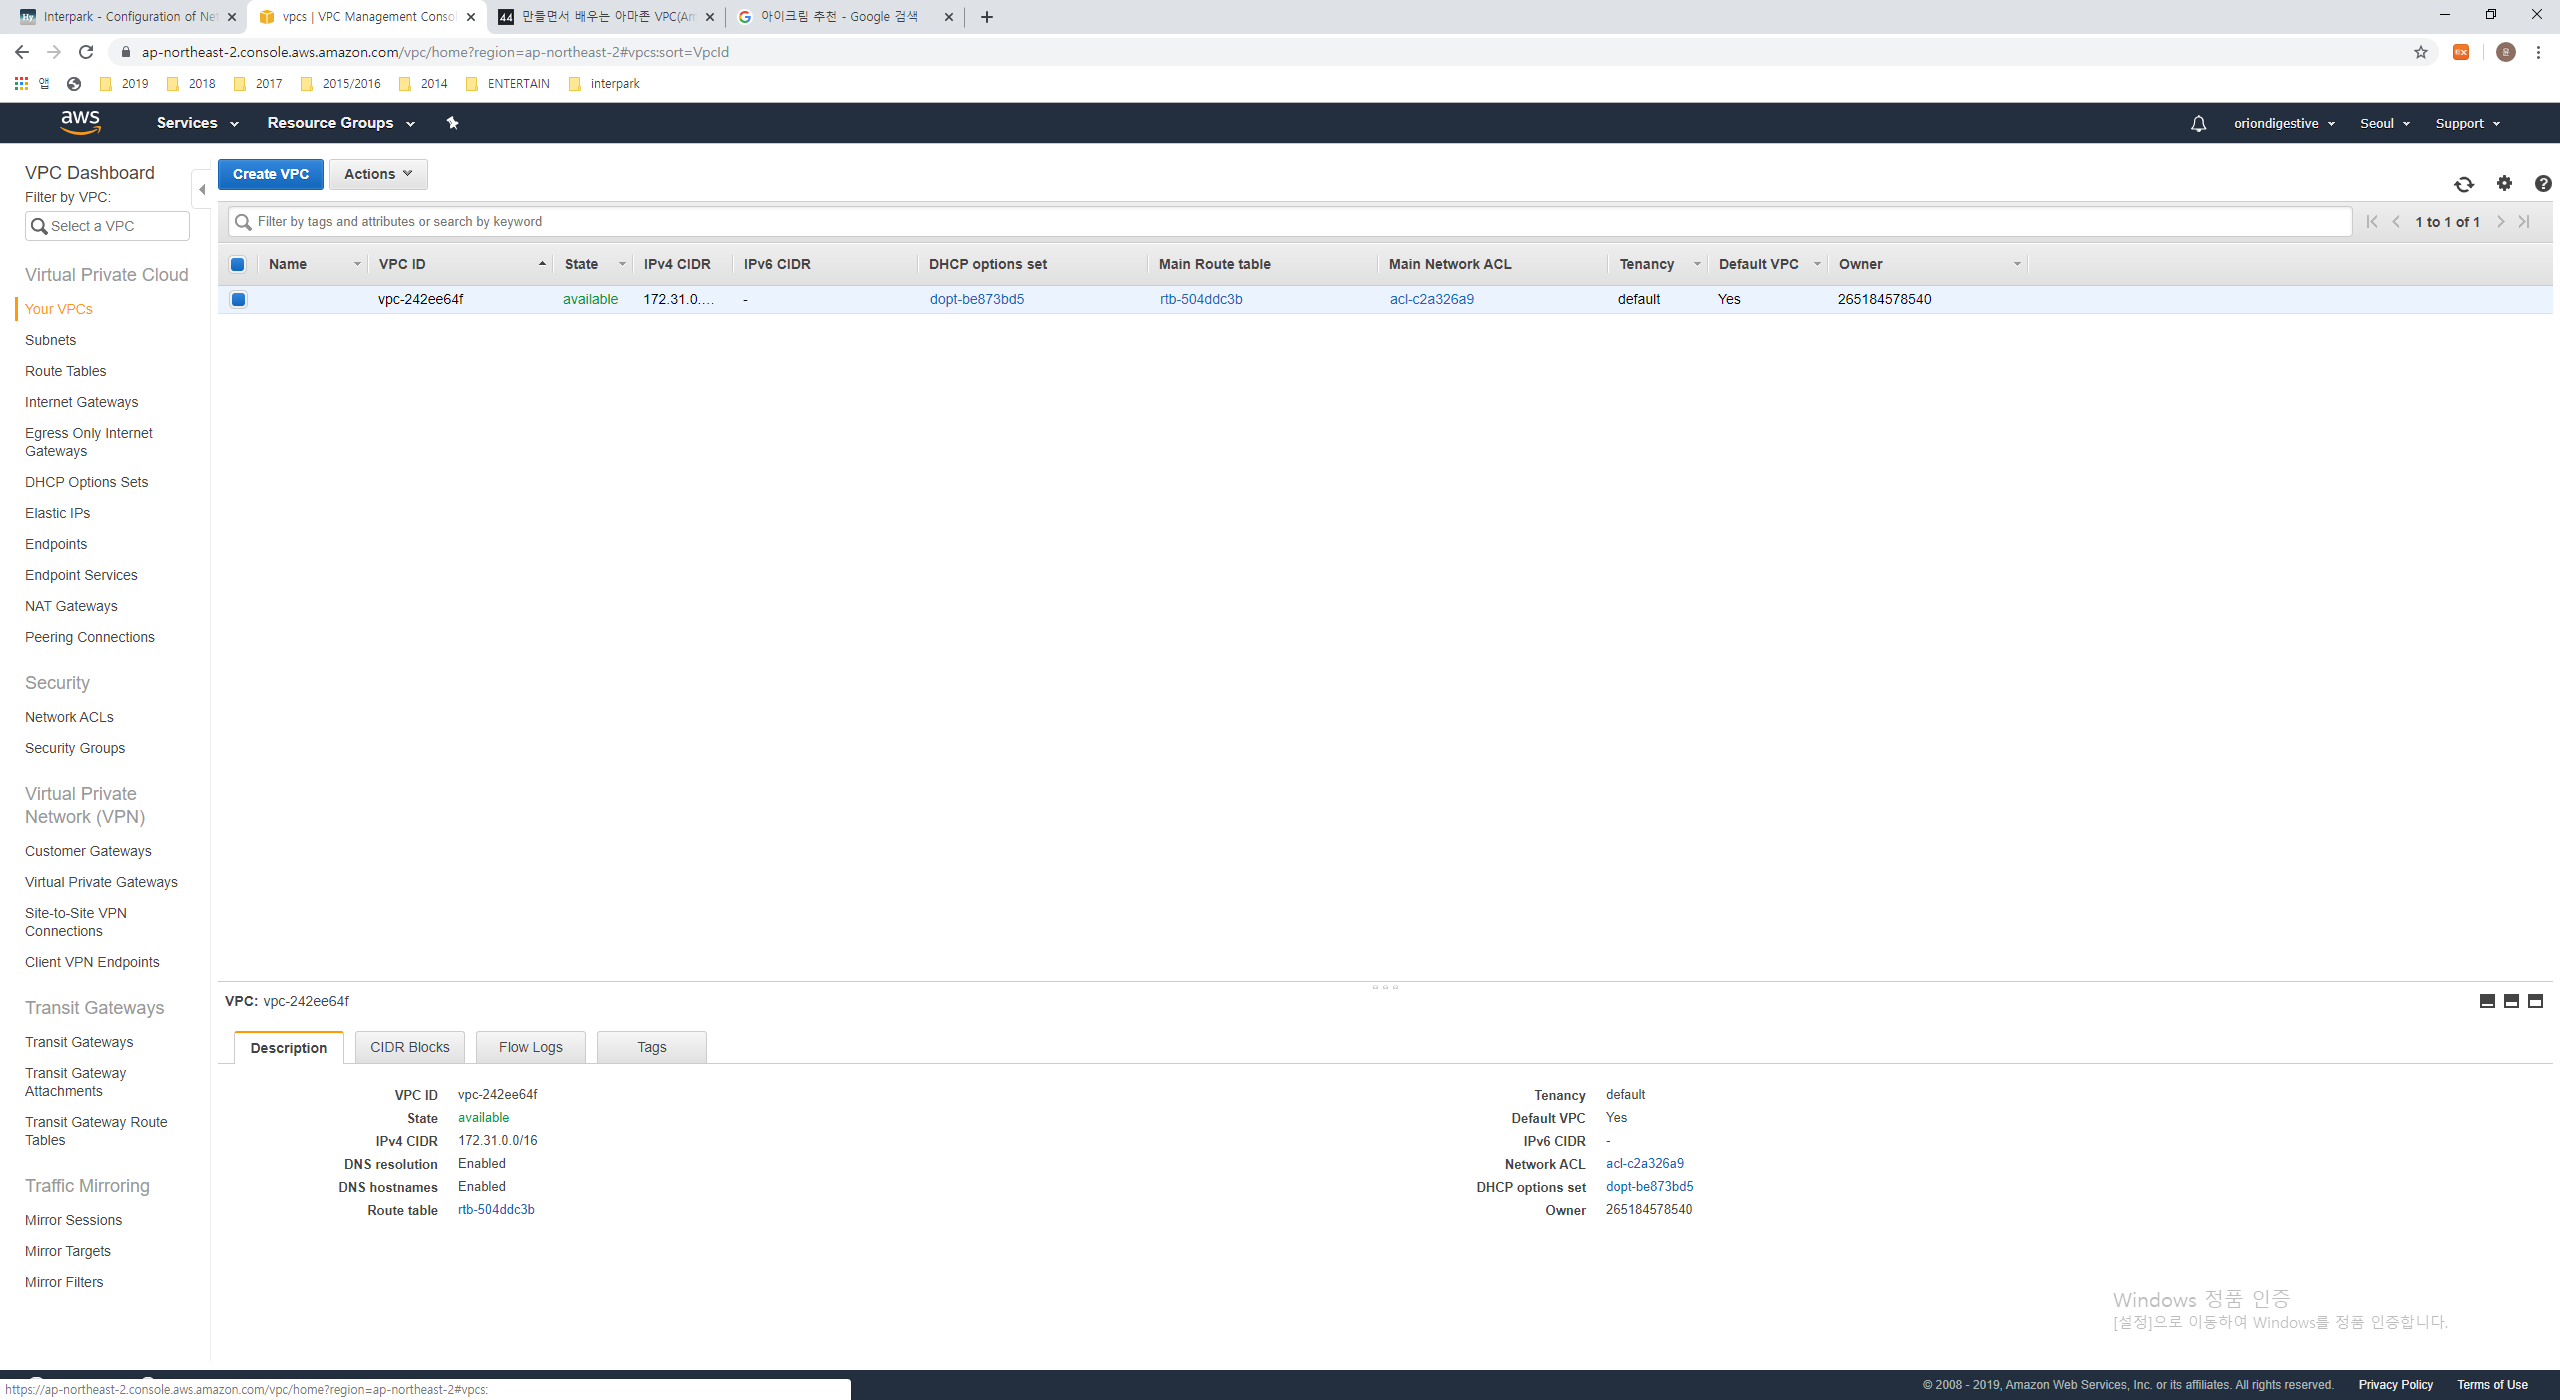 Interpark - Configuration of Net
vpcs | VPC Management Consol
만들면서 배우는 아마존 VPC(Am
아이크림 추천 - Google 검색
ap-northeast-2.console.aws.amazon.com/vpc/home?region=ap-northeast-2#vpcs:sort=VpcId
앱 2019 2018 2017 2015/2016 2014 ENTERTAIN interpark
aws Services Resource Groups oriondigestive Seoul Support
VPC Dashboard
Filter by VPC:
Select a VPC
Virtual Private Cloud
Your VPCs
Subnets
Route Tables
Internet Gateways
Egress Only Internet
Gateways
DHCP Options Sets
Elastic IPs
Endpoints
Endpoint Services
NAT Gateways
Peering Connections
Security
Network ACLs
Security Groups
Virtual Private
Network (VPN)
Customer Gateways
Virtual Private Gateways
Site-to-Site VPN
Connections
Client VPN Endpoints
Transit Gateways
Transit Gateways
Transit Gateway
Attachments
Transit Gateway Route
Tables
Traffic Mirroring
Mirror Sessions
Mirror Targets
Mirror Filters
Create VPC Actions
Filter by tags and attributes or search by keyword 1 to 1 of 1
Name VPC ID State IPv4 CIDR IPv6 CIDR DHCP options set Main Route table Main Network ACL Tenancy Default VPC Owner
vpc-242ee64f available 172.31.0.… - dopt-be873bd5 rtb-504ddc3b acl-c2a326a9 default Yes 265184578540
VPC: vpc-242ee64f
Description CIDR Blocks Flow Logs Tags
VPC ID vpc-242ee64f Tenancy default
State available Default VPC Yes
IPv4 CIDR 172.31.0.0/16 IPv6 CIDR -
DNS resolution Enabled Network ACL acl-c2a326a9
DNS hostnames Enabled DHCP options set dopt-be873bd5
Route table rtb-504ddc3b Owner 265184578540
Windows 정품 인증
[설정]으로 이동하여 Windows를 정품 인증합니다.
https://ap-northeast-2.console.aws.amazon.com/vpc/home?region=ap-northeast-2#vpcs:
© 2008 - 2019, Amazon Web Services, Inc. or its affiliates. All rights reserved. Privacy Policy Terms of Use